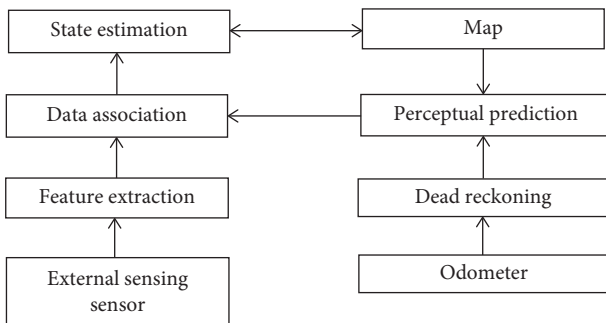 State estimation
Map
Data association
Perceptual prediction
Feature extraction
Dead reckoning
External sensing
sensor
Odometer